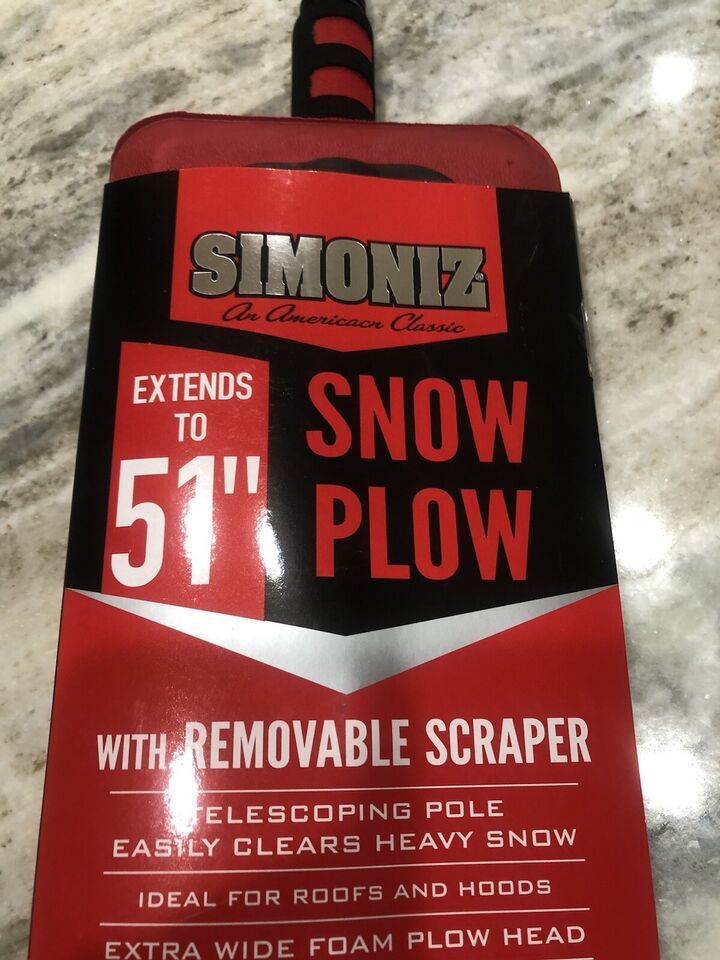 SIMONIZ®
An Americacn Classic
EXTENDS
TO
51"
SNOW
PLOW
WITH REMOVABLE SCRAPER
TELESCOPING POLE
EASILY CLEARS HEAVY SNOW
IDEAL FOR ROOFS AND HOODS
EXTRA WIDE FOAM PLOW HEAD